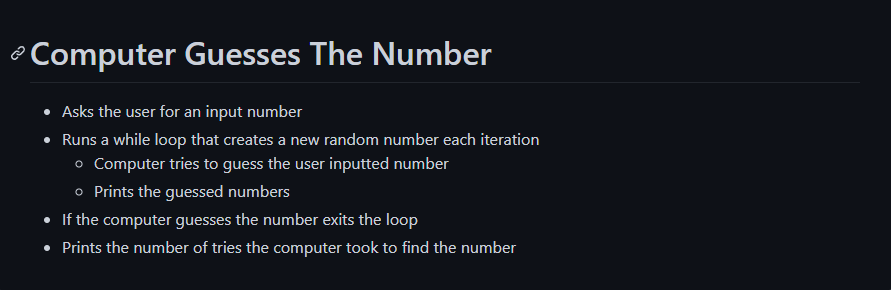 Computer Guesses The Number
Asks the user for an input number
Runs a while loop that creates a new random number each iteration
Computer tries to guess the user inputted number
Prints the guessed numbers
If the computer guesses the number exits the loop
Prints the number of tries the computer took to find the number